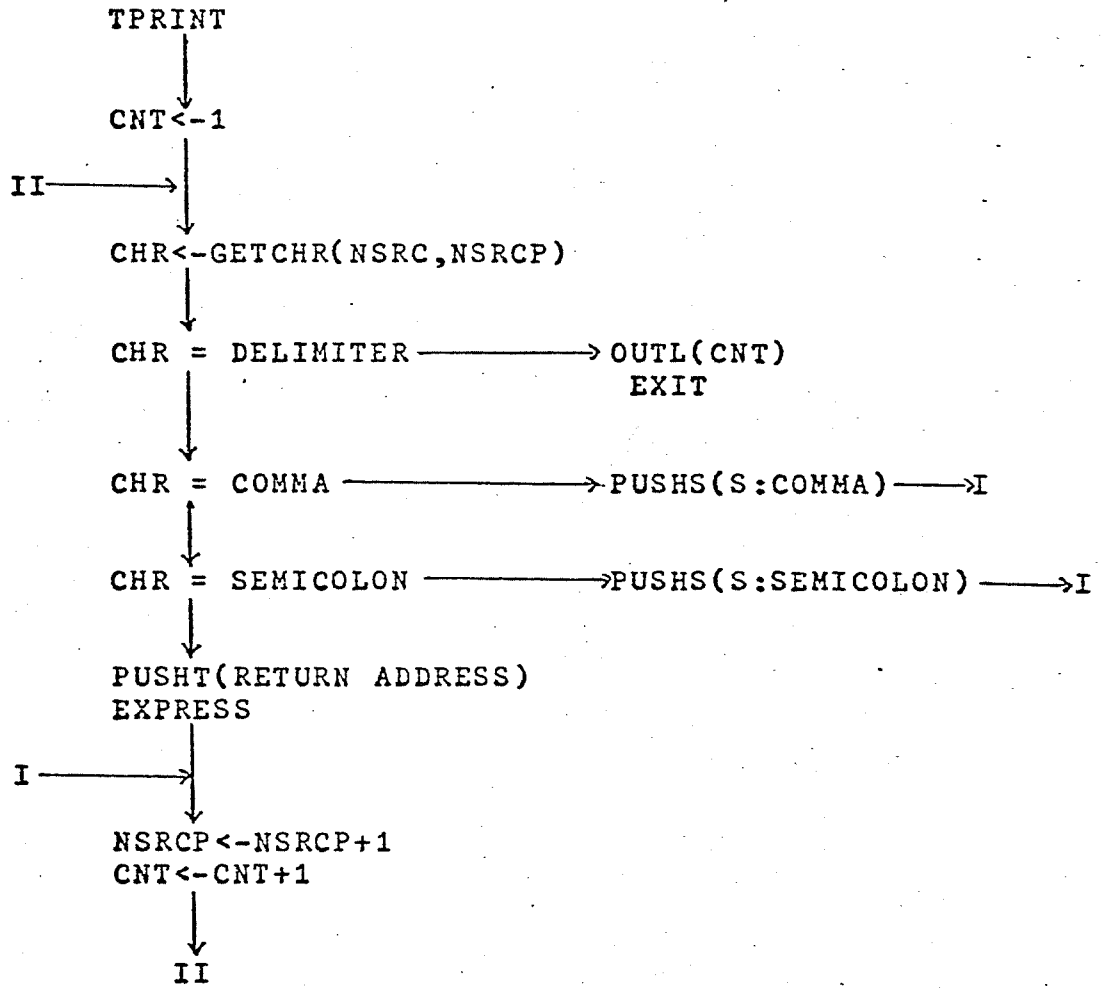 TPRINT
CNT<-1
II
CHR<-GETCHR(NSRC,NSRCP)
CHR = DELIMITER OUTL(CNT)
EXIT
CHR = COMMA PUSHS(S:COMMA) I
CHR = SEMICOLON PUSHS(S:SEMICOLON) I
PUSHT(RETURN ADDRESS)
EXPRESS
I
NSRCP<-NSRCP+1
CNT<-CNT+1
II